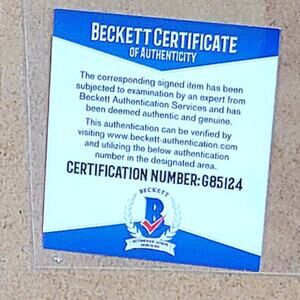 BECKETT CERTIFICATE
OF AUTHENTICITY
The corresponding signed item has been
subjected to examination by an expert from
Beckett Authentication Services and has
been deemed authentic and genuine.
This authentication can be verified by
visiting www.beckett-authentication.com
and utilizing the below authentication
number in the designated area.
CERTIFICATION NUMBER: G85124
BECKETT
B
AUTHENTICATION
SERVICES